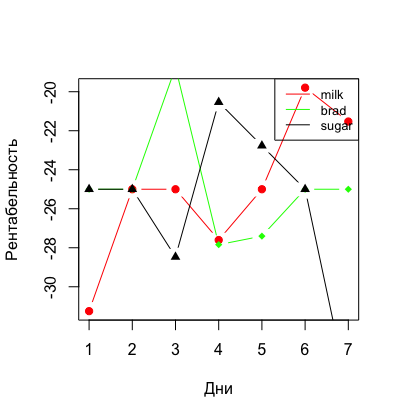 Рентабельность
-20
-22
-24
-26
-28
-30
milk
brad
sugar
1 2 3 4 5 6 7
Дни